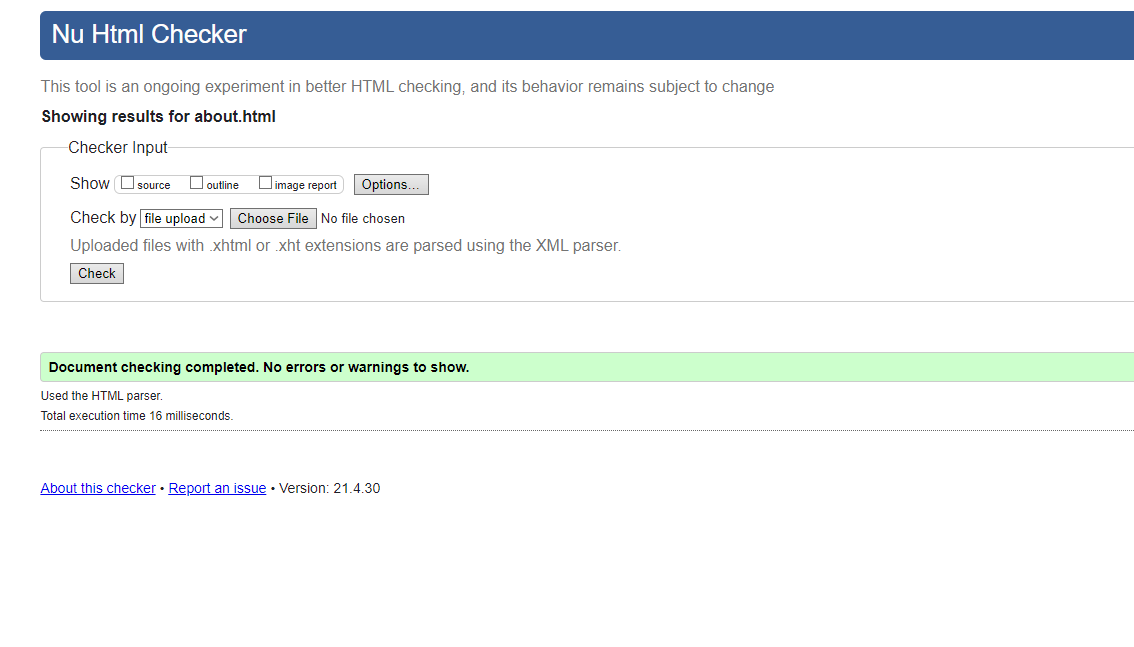 Nu Html Checker
This tool is an ongoing experiment in better HTML checking, and its behavior remains subject to change
Showing results for about.html
Checker Input
Show source outline image report Options...
Check by file upload Choose File No file chosen
Uploaded files with .xhtml or .xht extensions are parsed using the XML parser.
Check
Document checking completed. No errors or warnings to show.
Used the HTML parser.
Total execution time 16 milliseconds.
About this checker • Report an issue • Version: 21.4.30